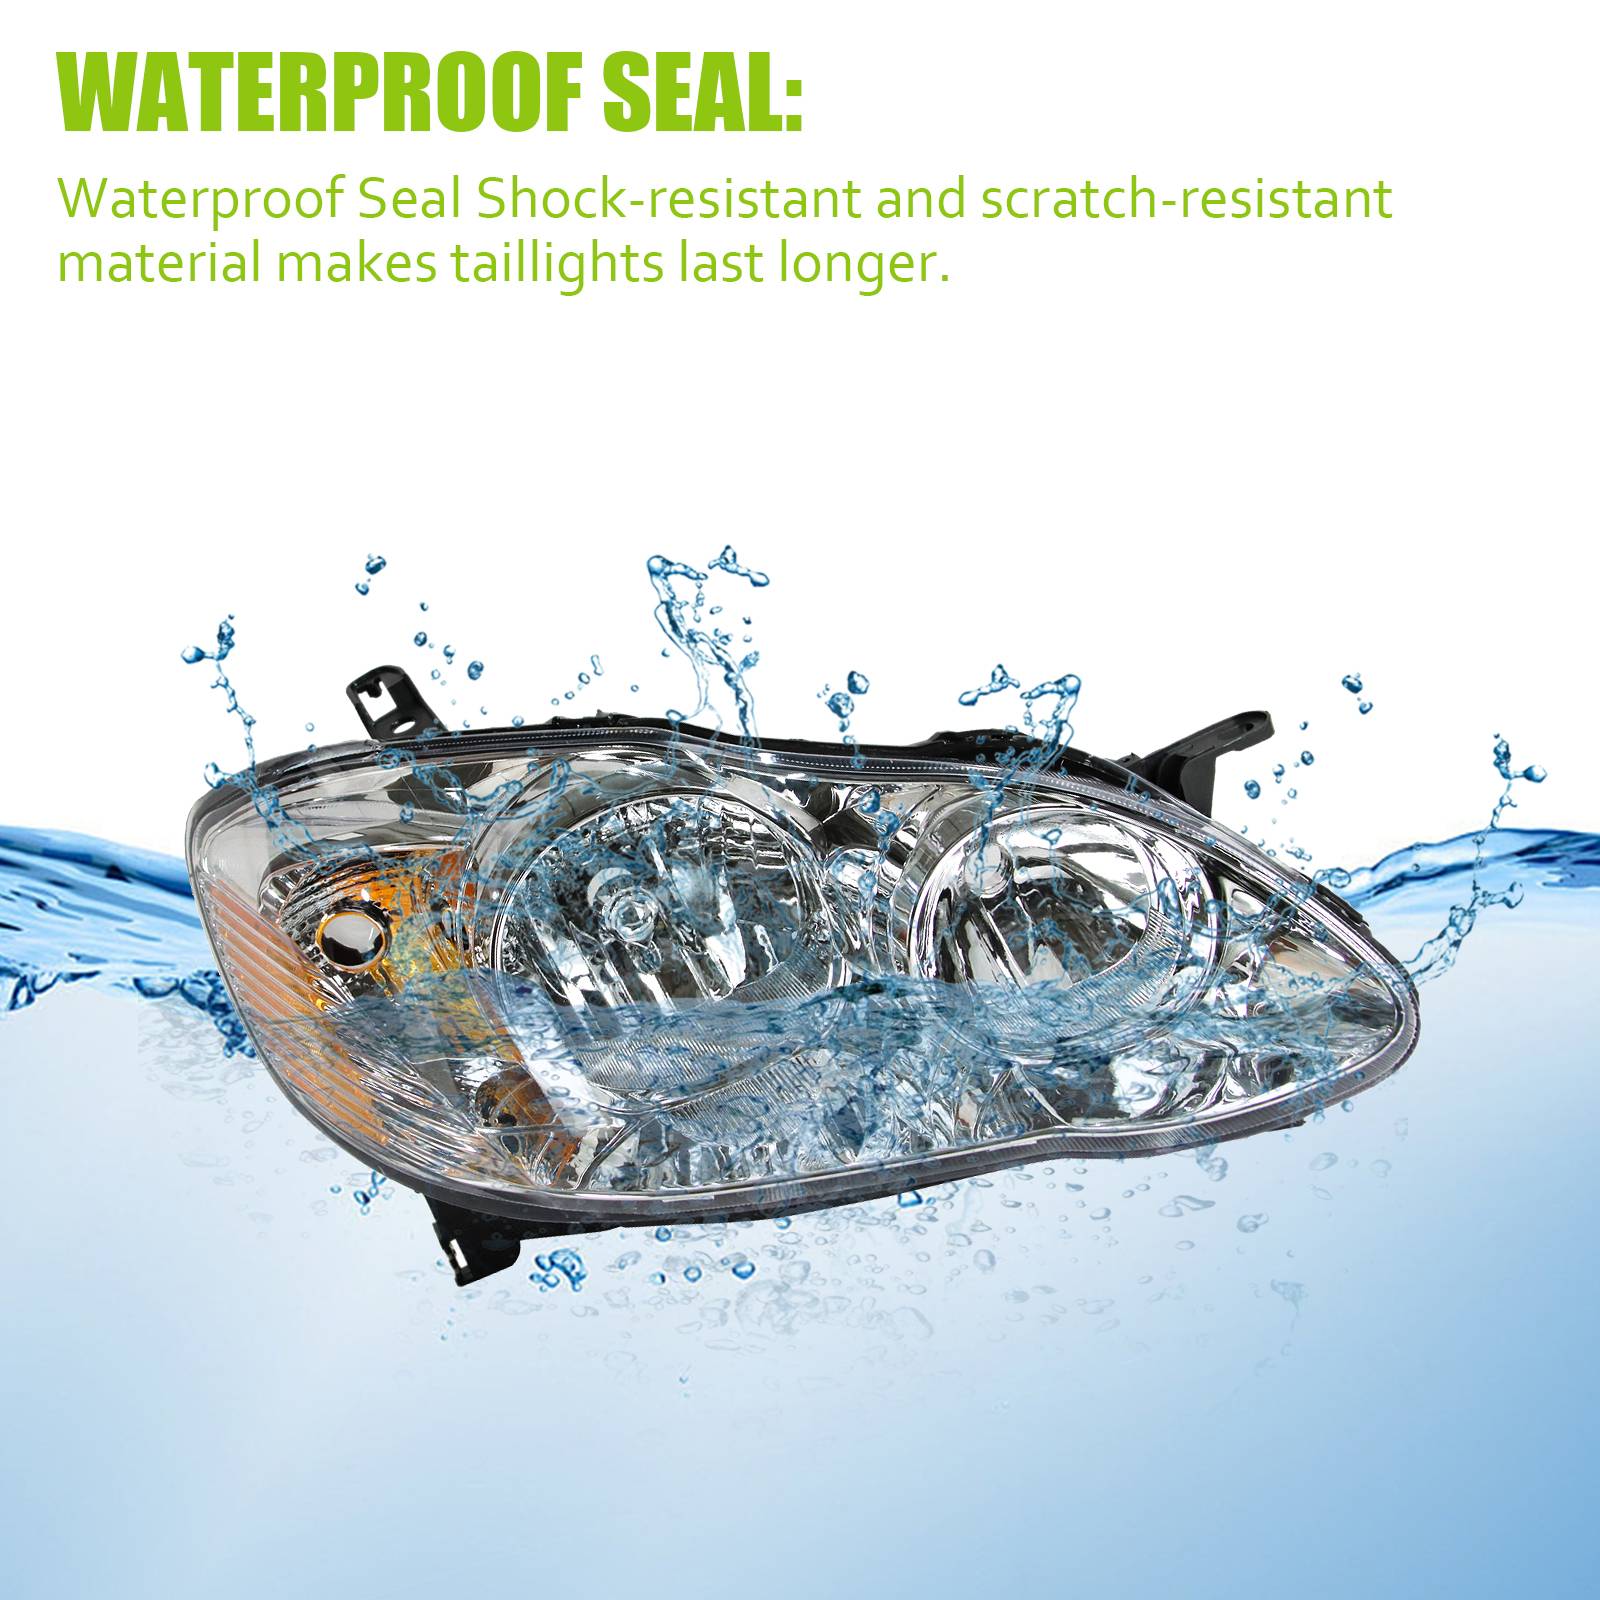 WATERPROOF SEAL:
Waterproof Seal Shock-resistant and scratch-resistant
material makes taillights last longer.